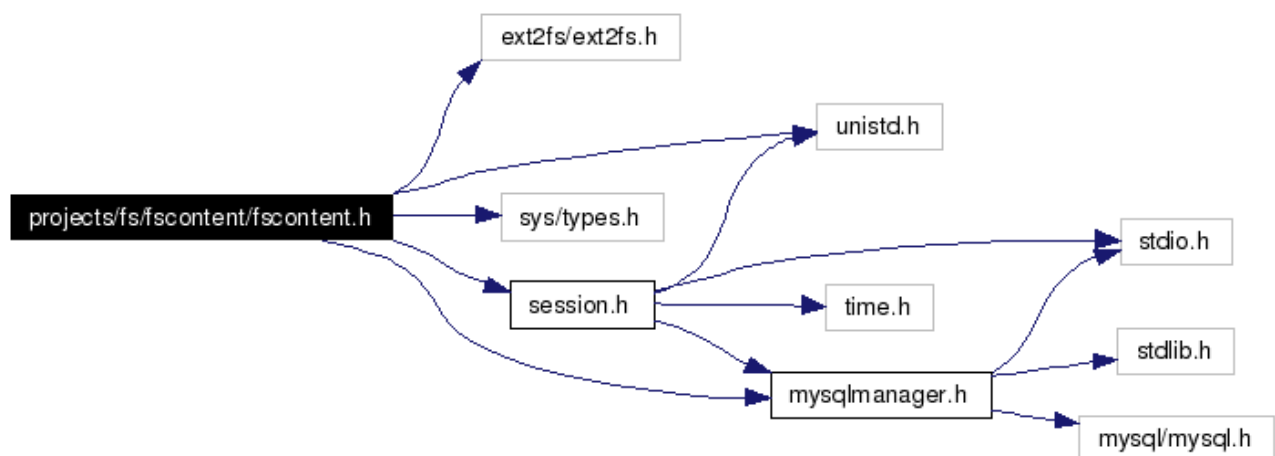 ext2fs/ext2fs.h
unistd.h
projects/fs/fscontent/fscontent.h
sys/types.h
stdio.h
session.h
time.h
stdlib.h
mysqlmanager.h
mysql/mysql.h